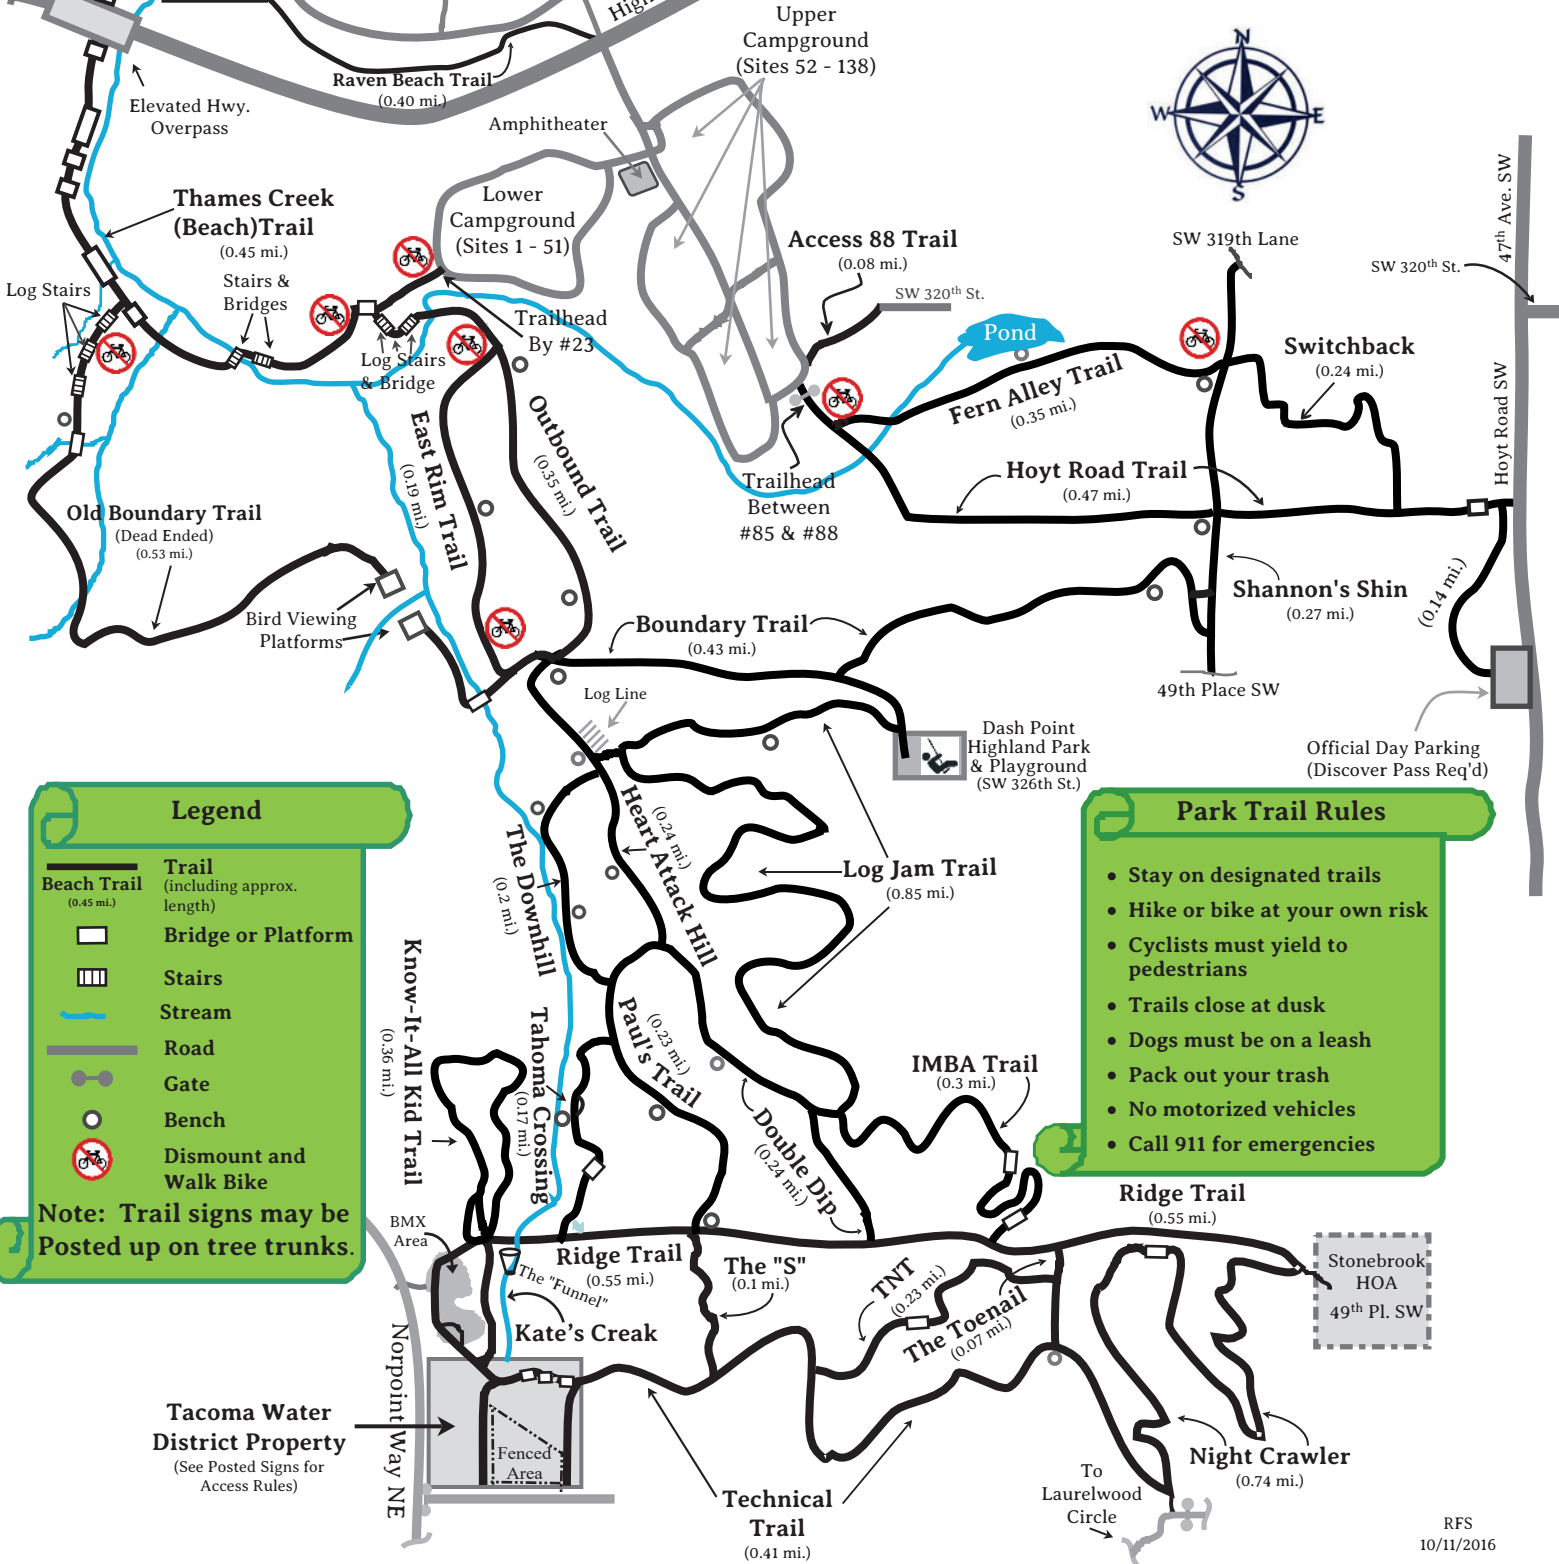 Upper
Campground
(Sites 52 - 138)
Raven Beach Trail
(0.40 mi.)
Elevated Hwy.
Overpass
Amphitheater
N
W
E
S
Thames Creek
(Beach)Trail
(0.45 mi.)
Lower
Campground
(Sites 1 - 51)
Access 88 Trail
(0.08 mi.)
SW 320th St.
SW 319th Lane
SW 320th St.
47th Ave. SW
Hoyt Road SW
Log Stairs
Stairs &
Bridges
Trailhead
By #23
Log Stairs
& Bridge
Pond
Switchback
(0.24 mi.)
Fern Alley Trail
(0.35 mi.)
East Rim Trail
(0.19 mi.)
Outbound Trail
(0.35 mi.)
Trailhead
Between
#85 & #88
Hoyt Road Trail
(0.47 mi.)
Old Boundary Trail
(Dead Ended)
(0.53 mi.)
Bird Viewing
Platforms
Boundary Trail
(0.43 mi.)
Shannon's Shin
(0.27 mi.)
(0.14 mi.)
49th Place SW
Log Line
Dash Point
Highland Park
& Playground
(SW 326th St.)
Official Day Parking
(Discover Pass Req'd)
Legend
Trail
(including approx.
length)
Beach Trail
(0.45 mi.)
Bridge or Platform
Stairs
Stream
Road
Gate
Bench
Dismount and
Walk Bike
Note: Trail signs may be
Posted up on tree trunks.
Park Trail Rules
• Stay on designated trails
• Hike or bike at your own risk
• Cyclists must yield to
pedestrians
• Trails close at dusk
• Dogs must be on a leash
• Pack out your trash
• No motorized vehicles
• Call 911 for emergencies
The Downhill
(0.2 mi.)
Heart Attack Hill
(0.24 mi.)
Log Jam Trail
(0.85 mi.)
Know-It-All Kid Trail
(0.36 mi.)
Tahoma Crossing
(0.17 mi.)
Paul's Trail
(0.23 mi.)
Double Dip
(0.24 mi.)
IMBA Trail
(0.3 mi.)
Ridge Trail
(0.55 mi.)
BMX
Area
Ridge Trail
(0.55 mi.)
The "S"
(0.1 mi.)
The "Funnel"
Kate's Creak
TNT
(0.23 mi.)
The Toenail
(0.07 mi.)
Stonebrook
HOA
49th Pl. SW
Norpoint Way NE
Tacoma Water
District Property
(See Posted Signs for
Access Rules)
Fenced
Area
Technical
Trail
(0.41 mi.)
Night Crawler
(0.74 mi.)
To
Laurelwood
Circle
RFS
10/11/2016